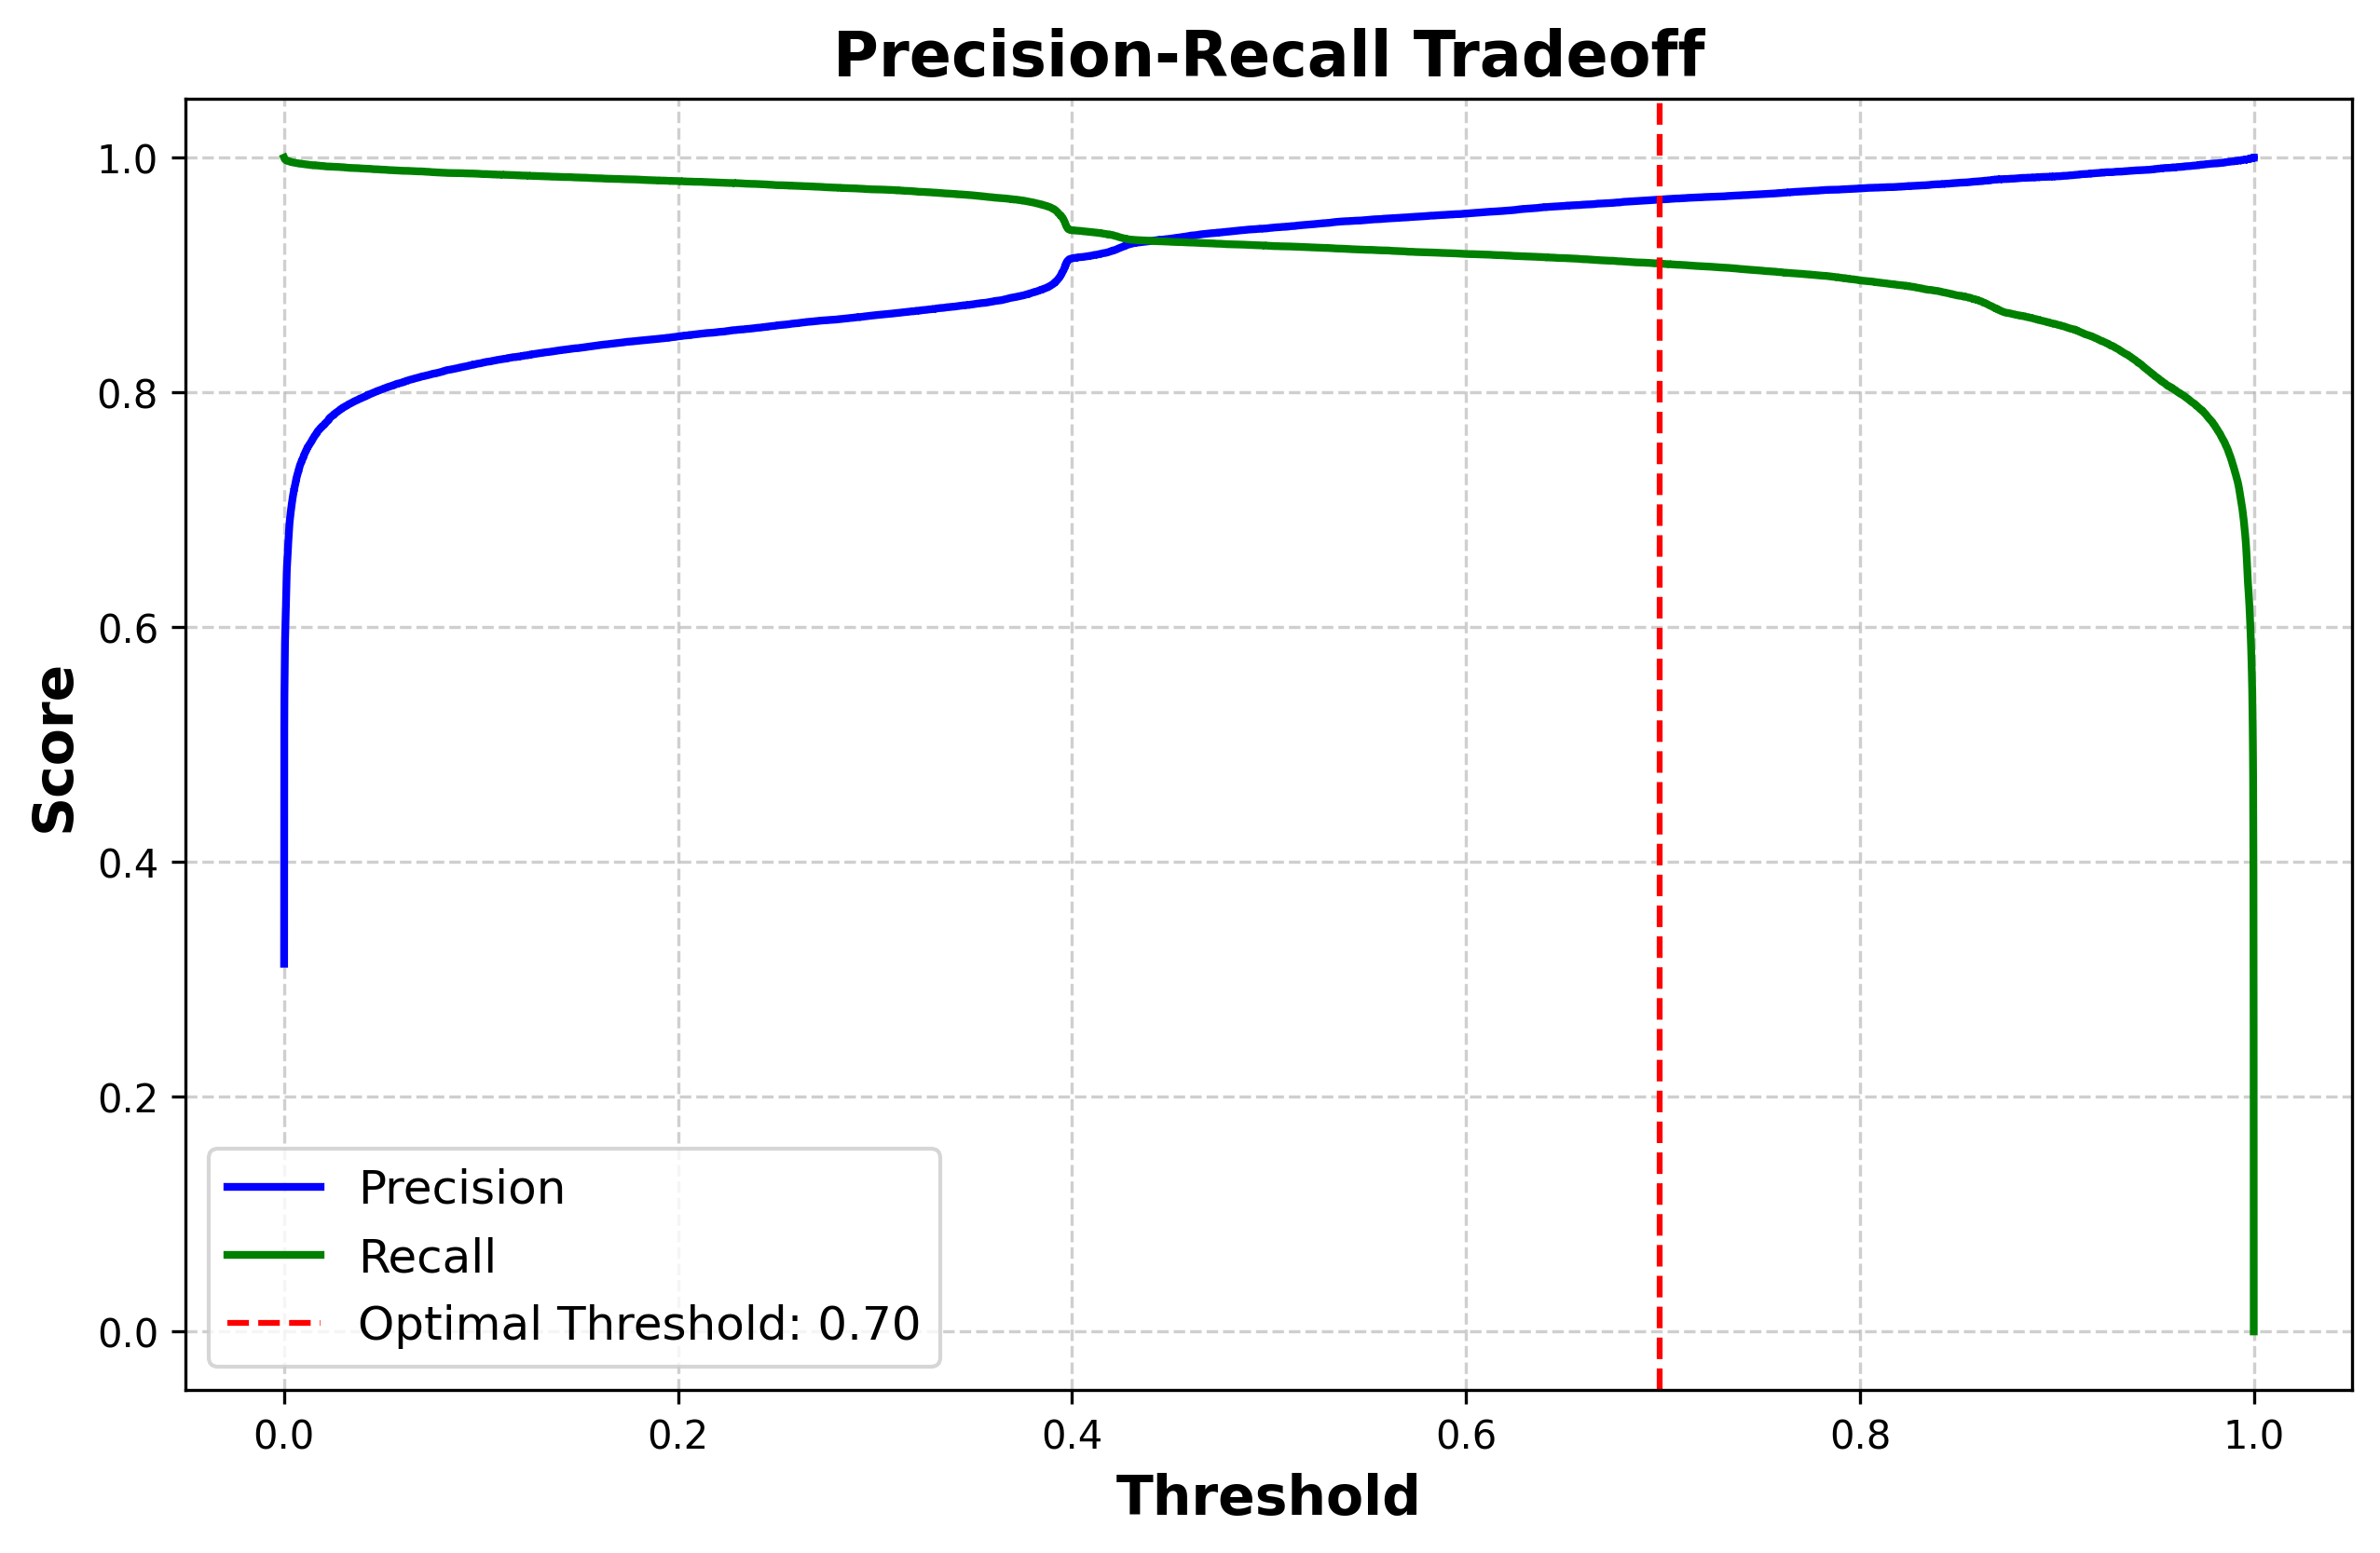 Precision-Recall Tradeoff
1.0
0.8
0.6
0.4
0.2
0.0
Score
Precision
Recall
Optimal Threshold: 0.70
0.0 0.2 0.4 0.6 0.8 1.0
Threshold